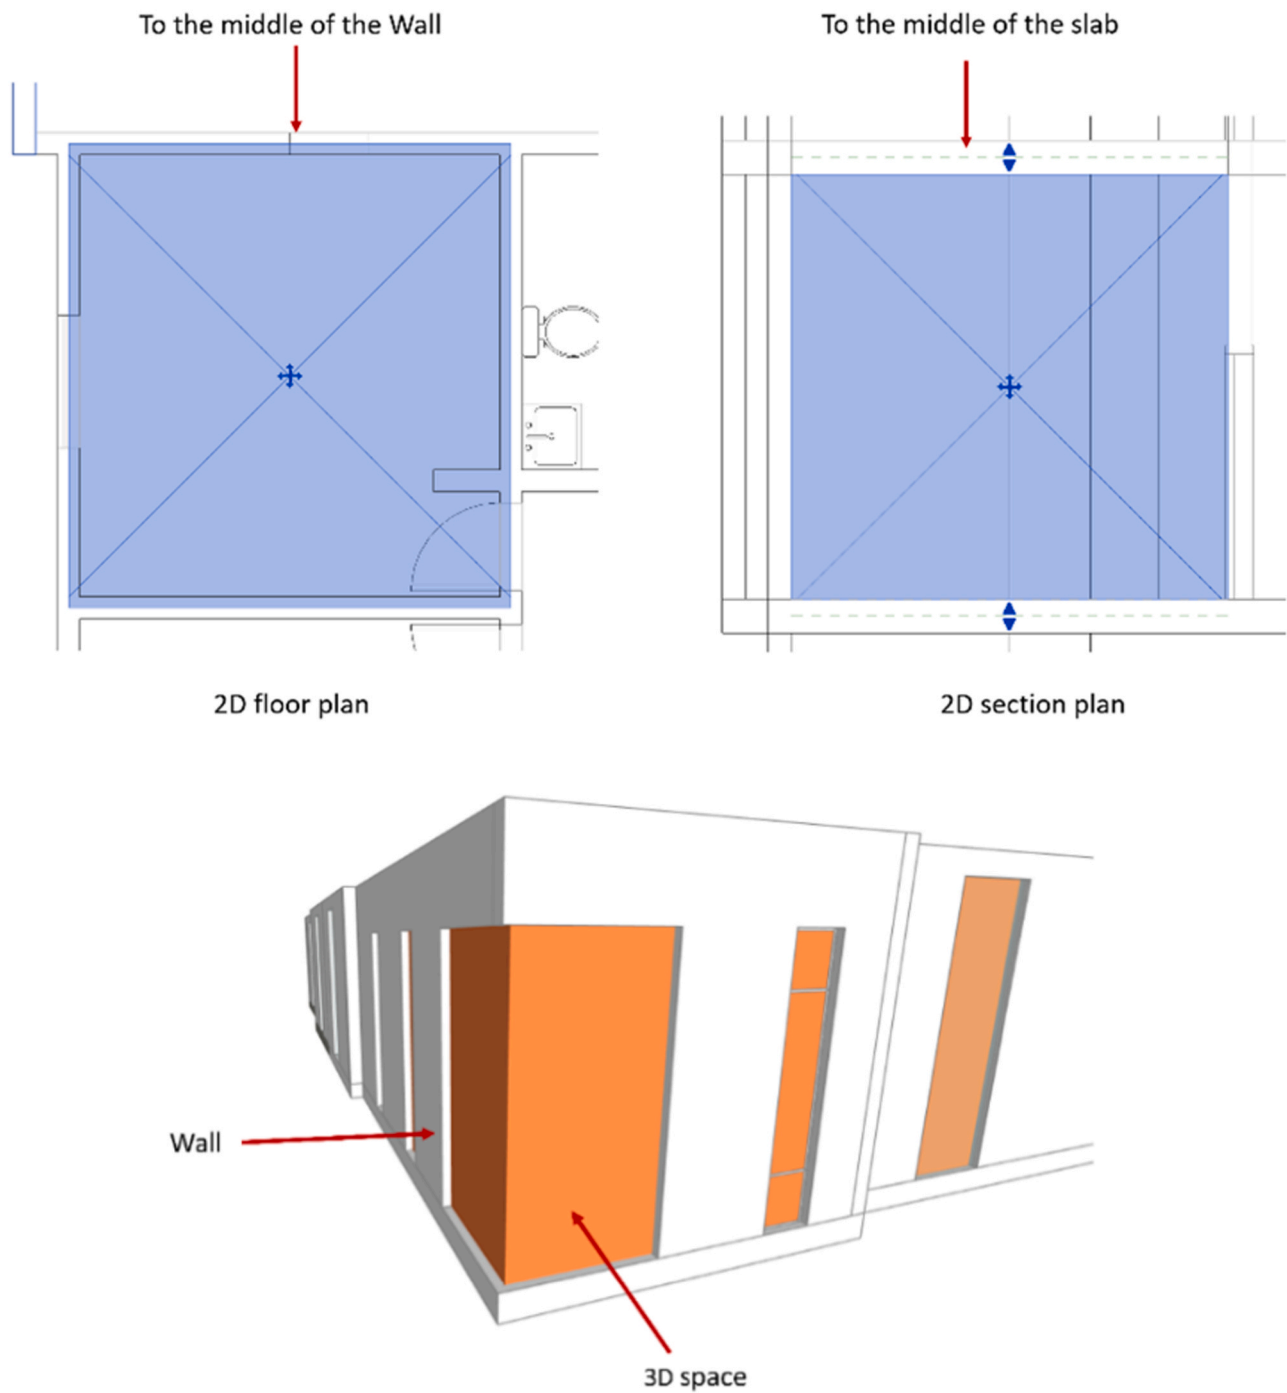 To the middle of the Wall
To the middle of the slab
2D floor plan
2D section plan
Wall
3D space